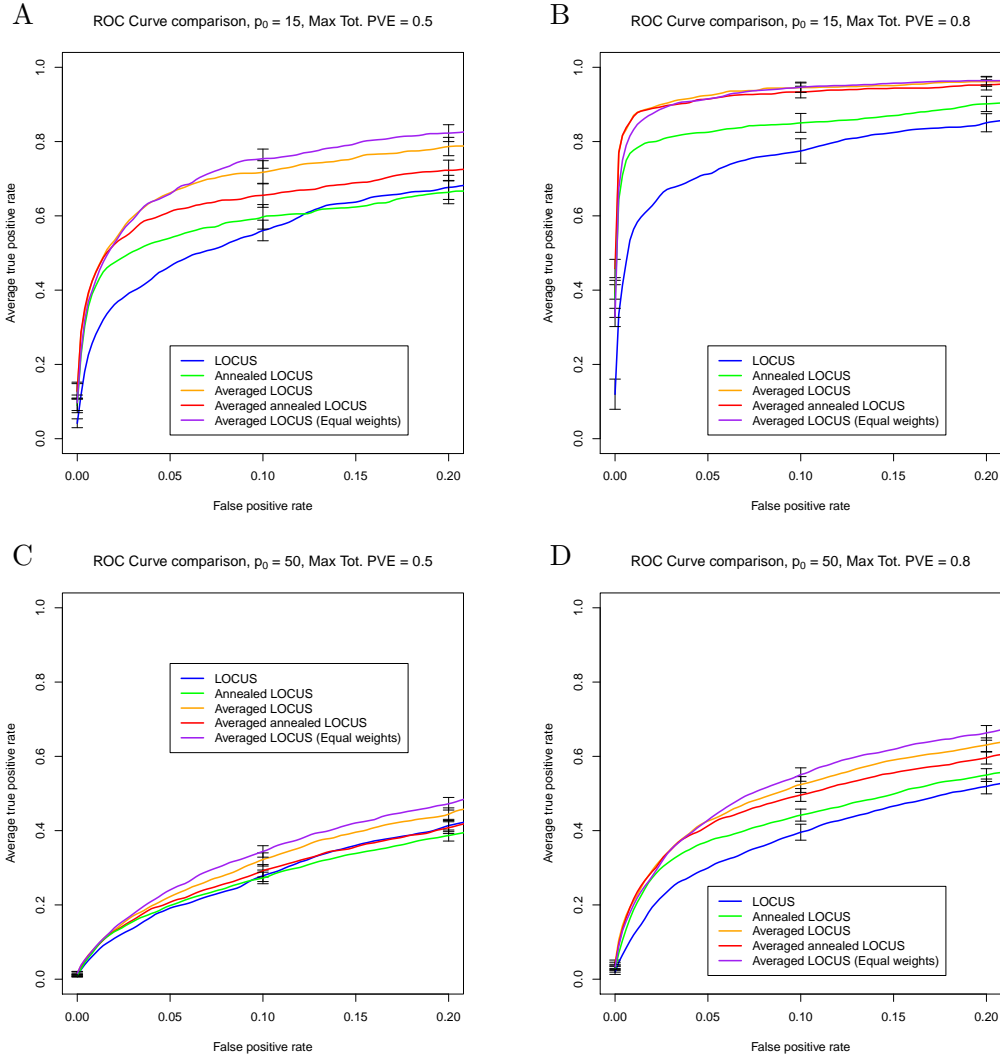 A
ROC Curve comparison, p₀ = 15, Max Tot. PVE = 0.5
Average true positive rate
1.0
0.8
0.6
0.4
0.2
0.0
LOCUS
Annealed LOCUS
Averaged LOCUS
Averaged annealed LOCUS
Averaged LOCUS (Equal weights)
0.00 0.05 0.10 0.15 0.20
False positive rate
B
ROC Curve comparison, p₀ = 15, Max Tot. PVE = 0.8
Average true positive rate
1.0
0.8
0.6
0.4
0.2
0.0
LOCUS
Annealed LOCUS
Averaged LOCUS
Averaged annealed LOCUS
Averaged LOCUS (Equal weights)
0.00 0.05 0.10 0.15 0.20
False positive rate
C
ROC Curve comparison, p₀ = 50, Max Tot. PVE = 0.5
Average true positive rate
1.0
0.8
0.6
0.4
0.2
0.0
LOCUS
Annealed LOCUS
Averaged LOCUS
Averaged annealed LOCUS
Averaged LOCUS (Equal weights)
0.00 0.05 0.10 0.15 0.20
False positive rate
D
ROC Curve comparison, p₀ = 50, Max Tot. PVE = 0.8
Average true positive rate
1.0
0.8
0.6
0.4
0.2
0.0
LOCUS
Annealed LOCUS
Averaged LOCUS
Averaged annealed LOCUS
Averaged LOCUS (Equal weights)
0.00 0.05 0.10 0.15 0.20
False positive rate